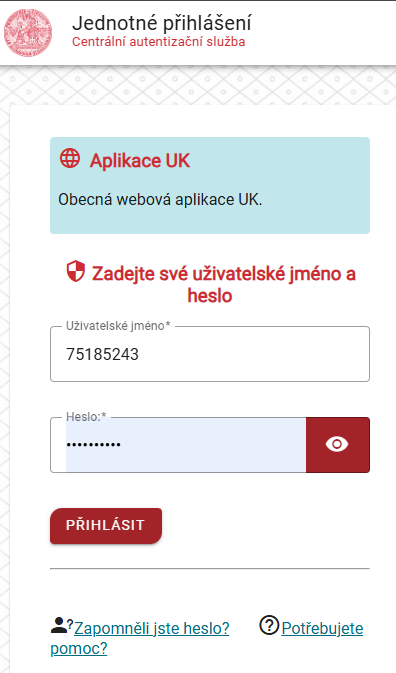 Jednotné přihlášení
Centrální autentizační služba
Aplikace UK
Obecná webová aplikace UK.
Zadejte své uživatelské jméno a
heslo
Uživatelské jméno*
75185243
Heslo:*
••••••••••
PŘIHLÁSIT
Zapomněli jste heslo? Potřebujete
pomoc?